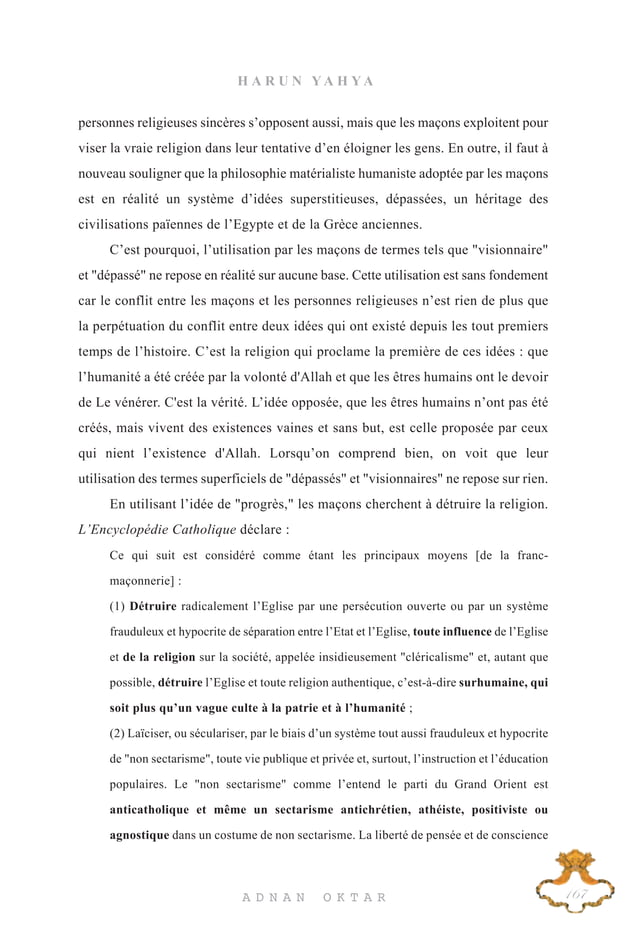 HARUN YAHYA
personnes religieuses sincères s’opposent aussi, mais que les maçons exploitent pour
viser la vraie religion dans leur tentative d’en éloigner les gens. En outre, il faut à
nouveau souligner que la philosophie matérialiste humaniste adoptée par les maçons
est en réalité un système d’idées superstitieuses, dépassées, un héritage des
civilisations païennes de l’Egypte et de la Grèce anciennes.
C’est pourquoi, l’utilisation par les maçons de termes tels que "visionnaire"
et "dépassé" ne repose en réalité sur aucune base. Cette utilisation est sans fondement
car le conflit entre les maçons et les personnes religieuses n’est rien de plus que
la perpétuation du conflit entre deux idées qui ont existé depuis les tout premiers
temps de l’histoire. C’est la religion qui proclame la première de ces idées : que
l’humanité a été créée par la volonté d'Allah et que les êtres humains ont le devoir
de Le vénérer. C'est la vérité. L’idée opposée, que les êtres humains n’ont pas été
créés, mais vivent des existences vaines et sans but, est celle proposée par ceux
qui nient l’existence d'Allah. Lorsqu’on comprend bien, on voit que leur
utilisation des termes superficiels de "dépassés" et "visionnaires" ne repose sur rien.
En utilisant l’idée de "progrès," les maçons cherchent à détruire la religion.
L’Encyclopédie Catholique déclare :
Ce qui suit est considéré comme étant les principaux moyens [de la franc-
maçonnerie] :
(1) Détruire radicalement l’Eglise par une persécution ouverte ou par un système
frauduleux et hypocrite de séparation entre l’Etat et l’Eglise, toute influence de l’Eglise
et de la religion sur la société, appelée insidieusement "cléricalisme" et, autant que
possible, détruire l’Eglise et toute religion authentique, c’est-à-dire surhumaine, qui
soit plus qu’un vague culte à la patrie et à l’humanité ;
(2) Laïciser, ou séculariser, par le biais d’un système tout aussi frauduleux et hypocrite
de "non sectarisme", toute vie publique et privée et, surtout, l’instruction et l’éducation
populaires. Le "non sectarisme" comme l’entend le parti du Grand Orient est
anticatholique et même un sectarisme antichrétien, athéiste, positiviste ou
agnostique dans un costume de non sectarisme. La liberté de pensée et de conscience
167
ADNAN OKTAR